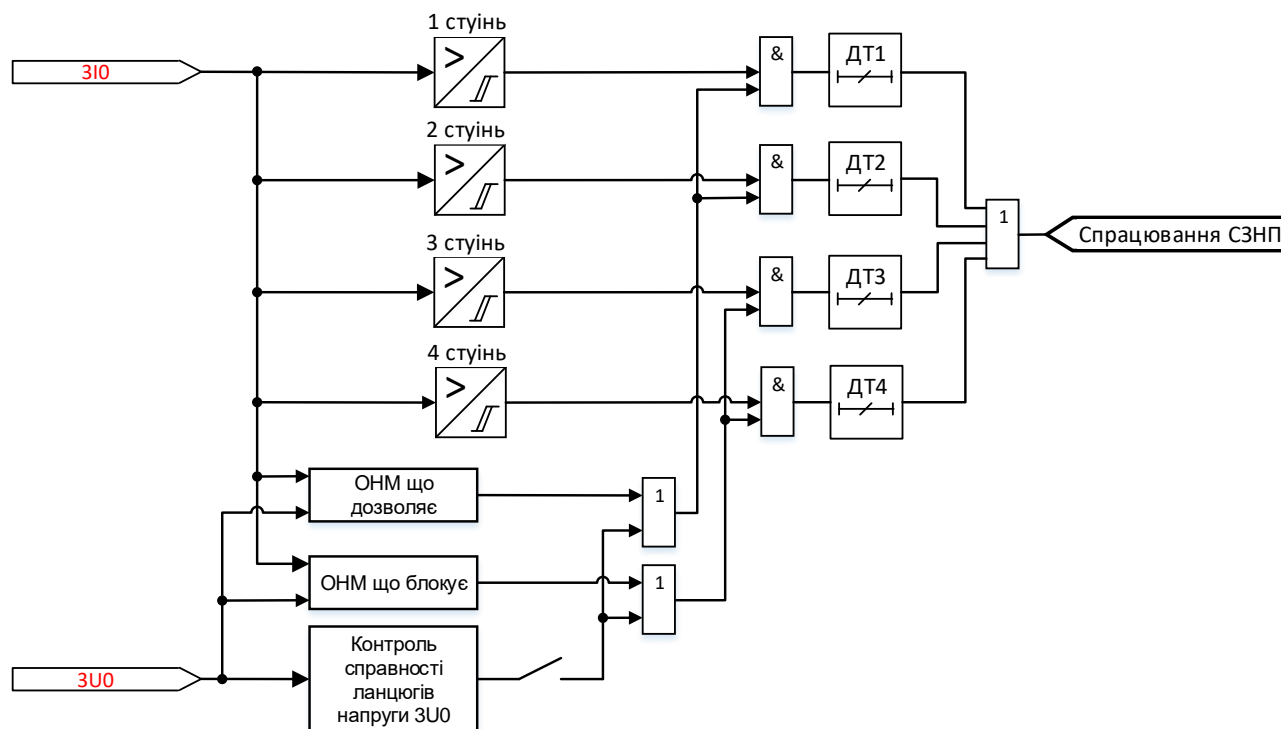 1 стуінь
3I0
>
&
ДТ1
2 стуінь
>
&
ДТ2
1
Спрацювання СЗНП
3 стуінь
>
&
ДТ3
4 стуінь
>
&
ДТ4
ОНМ що
дозволяє
1
ОНМ що блокує
1
Контроль
справності
ланцюгів
напруги 3U0
3U0